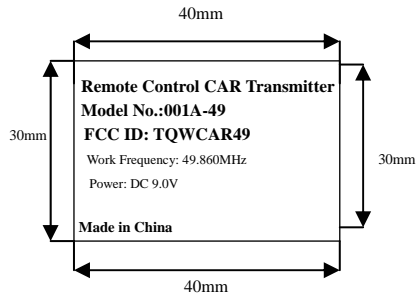 40mm
Remote Control CAR Transmitter
Model No.:001A-49
FCC ID: TQWCAR49
30mm
Work Frequency: 49.860MHz
30mm
Power: DC 9.0V
Made in China
40mm